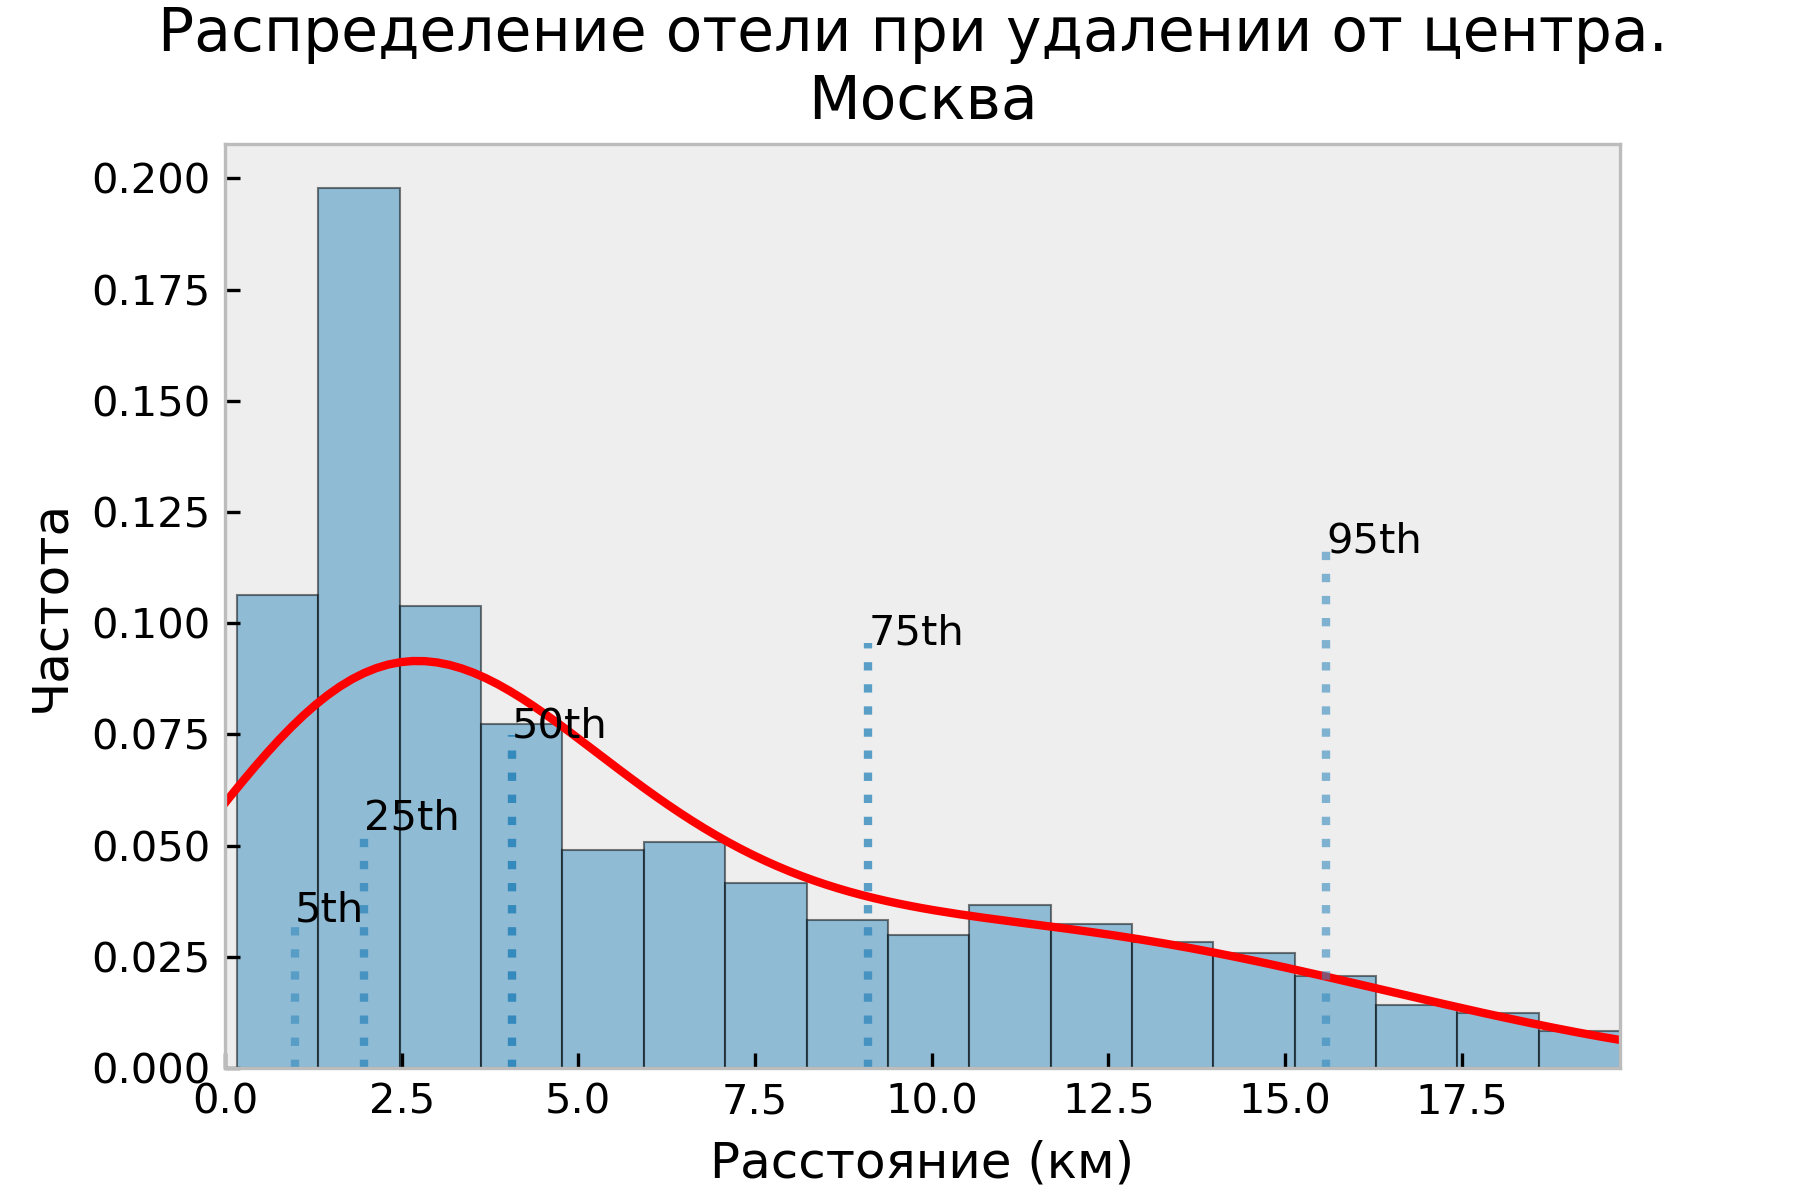 Распределение отели при удалении от центра.
Москва
0.200
0.175
0.150
0.125
0.100
0.075
0.050
0.025
0.000
Частота
5th
25th
50th
75th
95th
0.0 2.5 5.0 7.5 10.0 12.5 15.0 17.5
Расстояние (км)